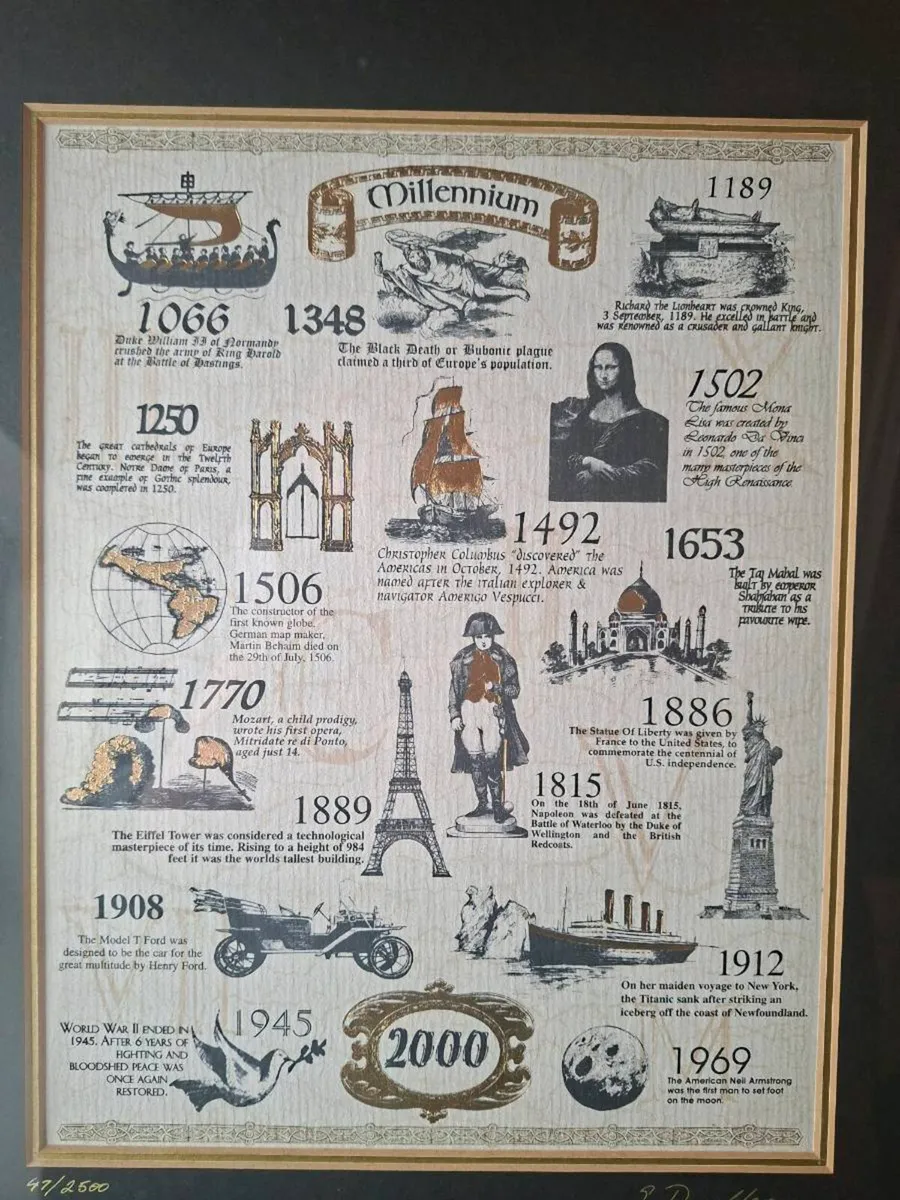 Millennium
1066
Duke William II of Normandy
crushed the army of King Harold
at the Battle of Hastings.
1348
The Black Death or Bubonic plague
claimed a third of Europe's population.
1189
Richard the Lionheart was crowned King,
3 September, 1189. He excelled in battle and
was renowned as a crusader and gallant knight.
1250
The great cathedrals of Europe
began to emerge in the Twelfth
Century. Notre Dame of Paris, a
fine example of Gothic splendour,
was completed in 1250.
1502
The famous Mona
Lisa was created by
Leonardo Da Vinci
in 1502, one of the
many masterpieces of the
High Renaissance.
1492
Christopher Columbus "discovered" the
Americas in October, 1492. America was
named after the Italian explorer &
navigator Amerigo Vespucci.
1653
The Taj Mahal was
built by emperor
Shahjahan as a
tribute to his
favourite wife.
1506
The constructor of the
first known globe,
German map maker,
Martin Behaim died on
the 29th of July, 1506.
1770
Mozart, a child prodigy,
wrote his first opera,
Mitridate re di Ponto,
aged just 14.
1886
The Statue Of Liberty was given by
France to the United States, to
commemorate the centennial of
U.S. independence.
1889
The Eiffel Tower was considered a technological
masterpiece of its time. Rising to a height of 984
feet it was the worlds tallest building.
1815
On the 18th of June 1815,
Napoleon was defeated at the
Battle of Waterloo by the Duke of
Wellington and the British
Redcoats.
1908
The Model T Ford was
designed to be the car for the
great multitude by Henry Ford.
1912
On her maiden voyage to New York,
the Titanic sank after striking an
iceberg off the coast of Newfoundland.
World War II ended in
1945. After 6 years of
fighting and
bloodshed peace was
once again
restored.
1945
2000
1969
The American Neil Armstrong
was the first man to set foot
on the moon.
47/2500